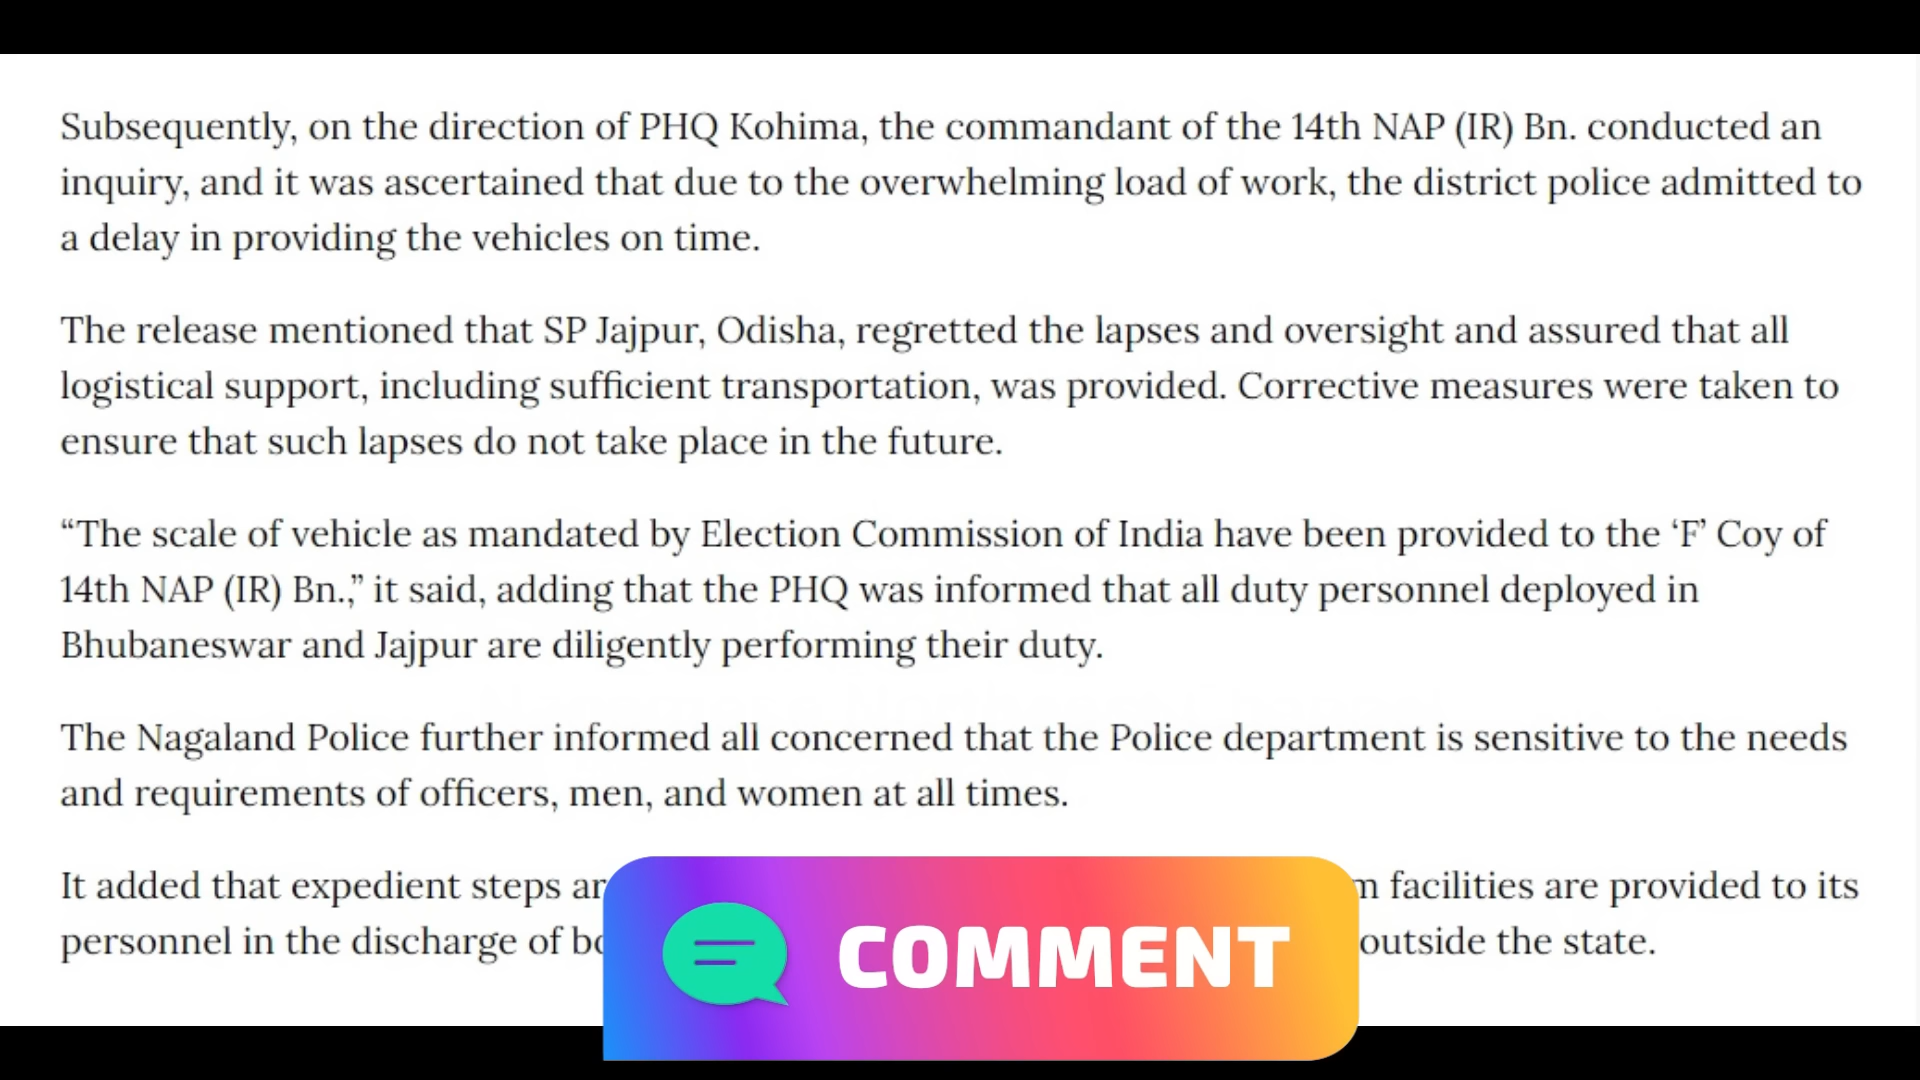 Subsequently, on the direction of PHQ Kohima, the commandant of the 14th NAP (IR) Bn. conducted an
inquiry, and it was ascertained that due to the overwhelming load of work, the district police admitted to
a delay in providing the vehicles on time.
The release mentioned that SP Jajpur, Odisha, regretted the lapses and oversight and assured that all
logistical support, including sufficient transportation, was provided. Corrective measures were taken to
ensure that such lapses do not take place in the future.
“The scale of vehicle as mandated by Election Commission of India have been provided to the ‘F’ Coy of
14th NAP (IR) Bn.,” it said, adding that the PHQ was informed that all duty personnel deployed in
Bhubaneswar and Jajpur are diligently performing their duty.
The Nagaland Police further informed all concerned that the Police department is sensitive to the needs
and requirements of officers, men, and women at all times.
It added that expedient steps facilities are provided to its
personnel in the discharge of outside the state.
COMMENT